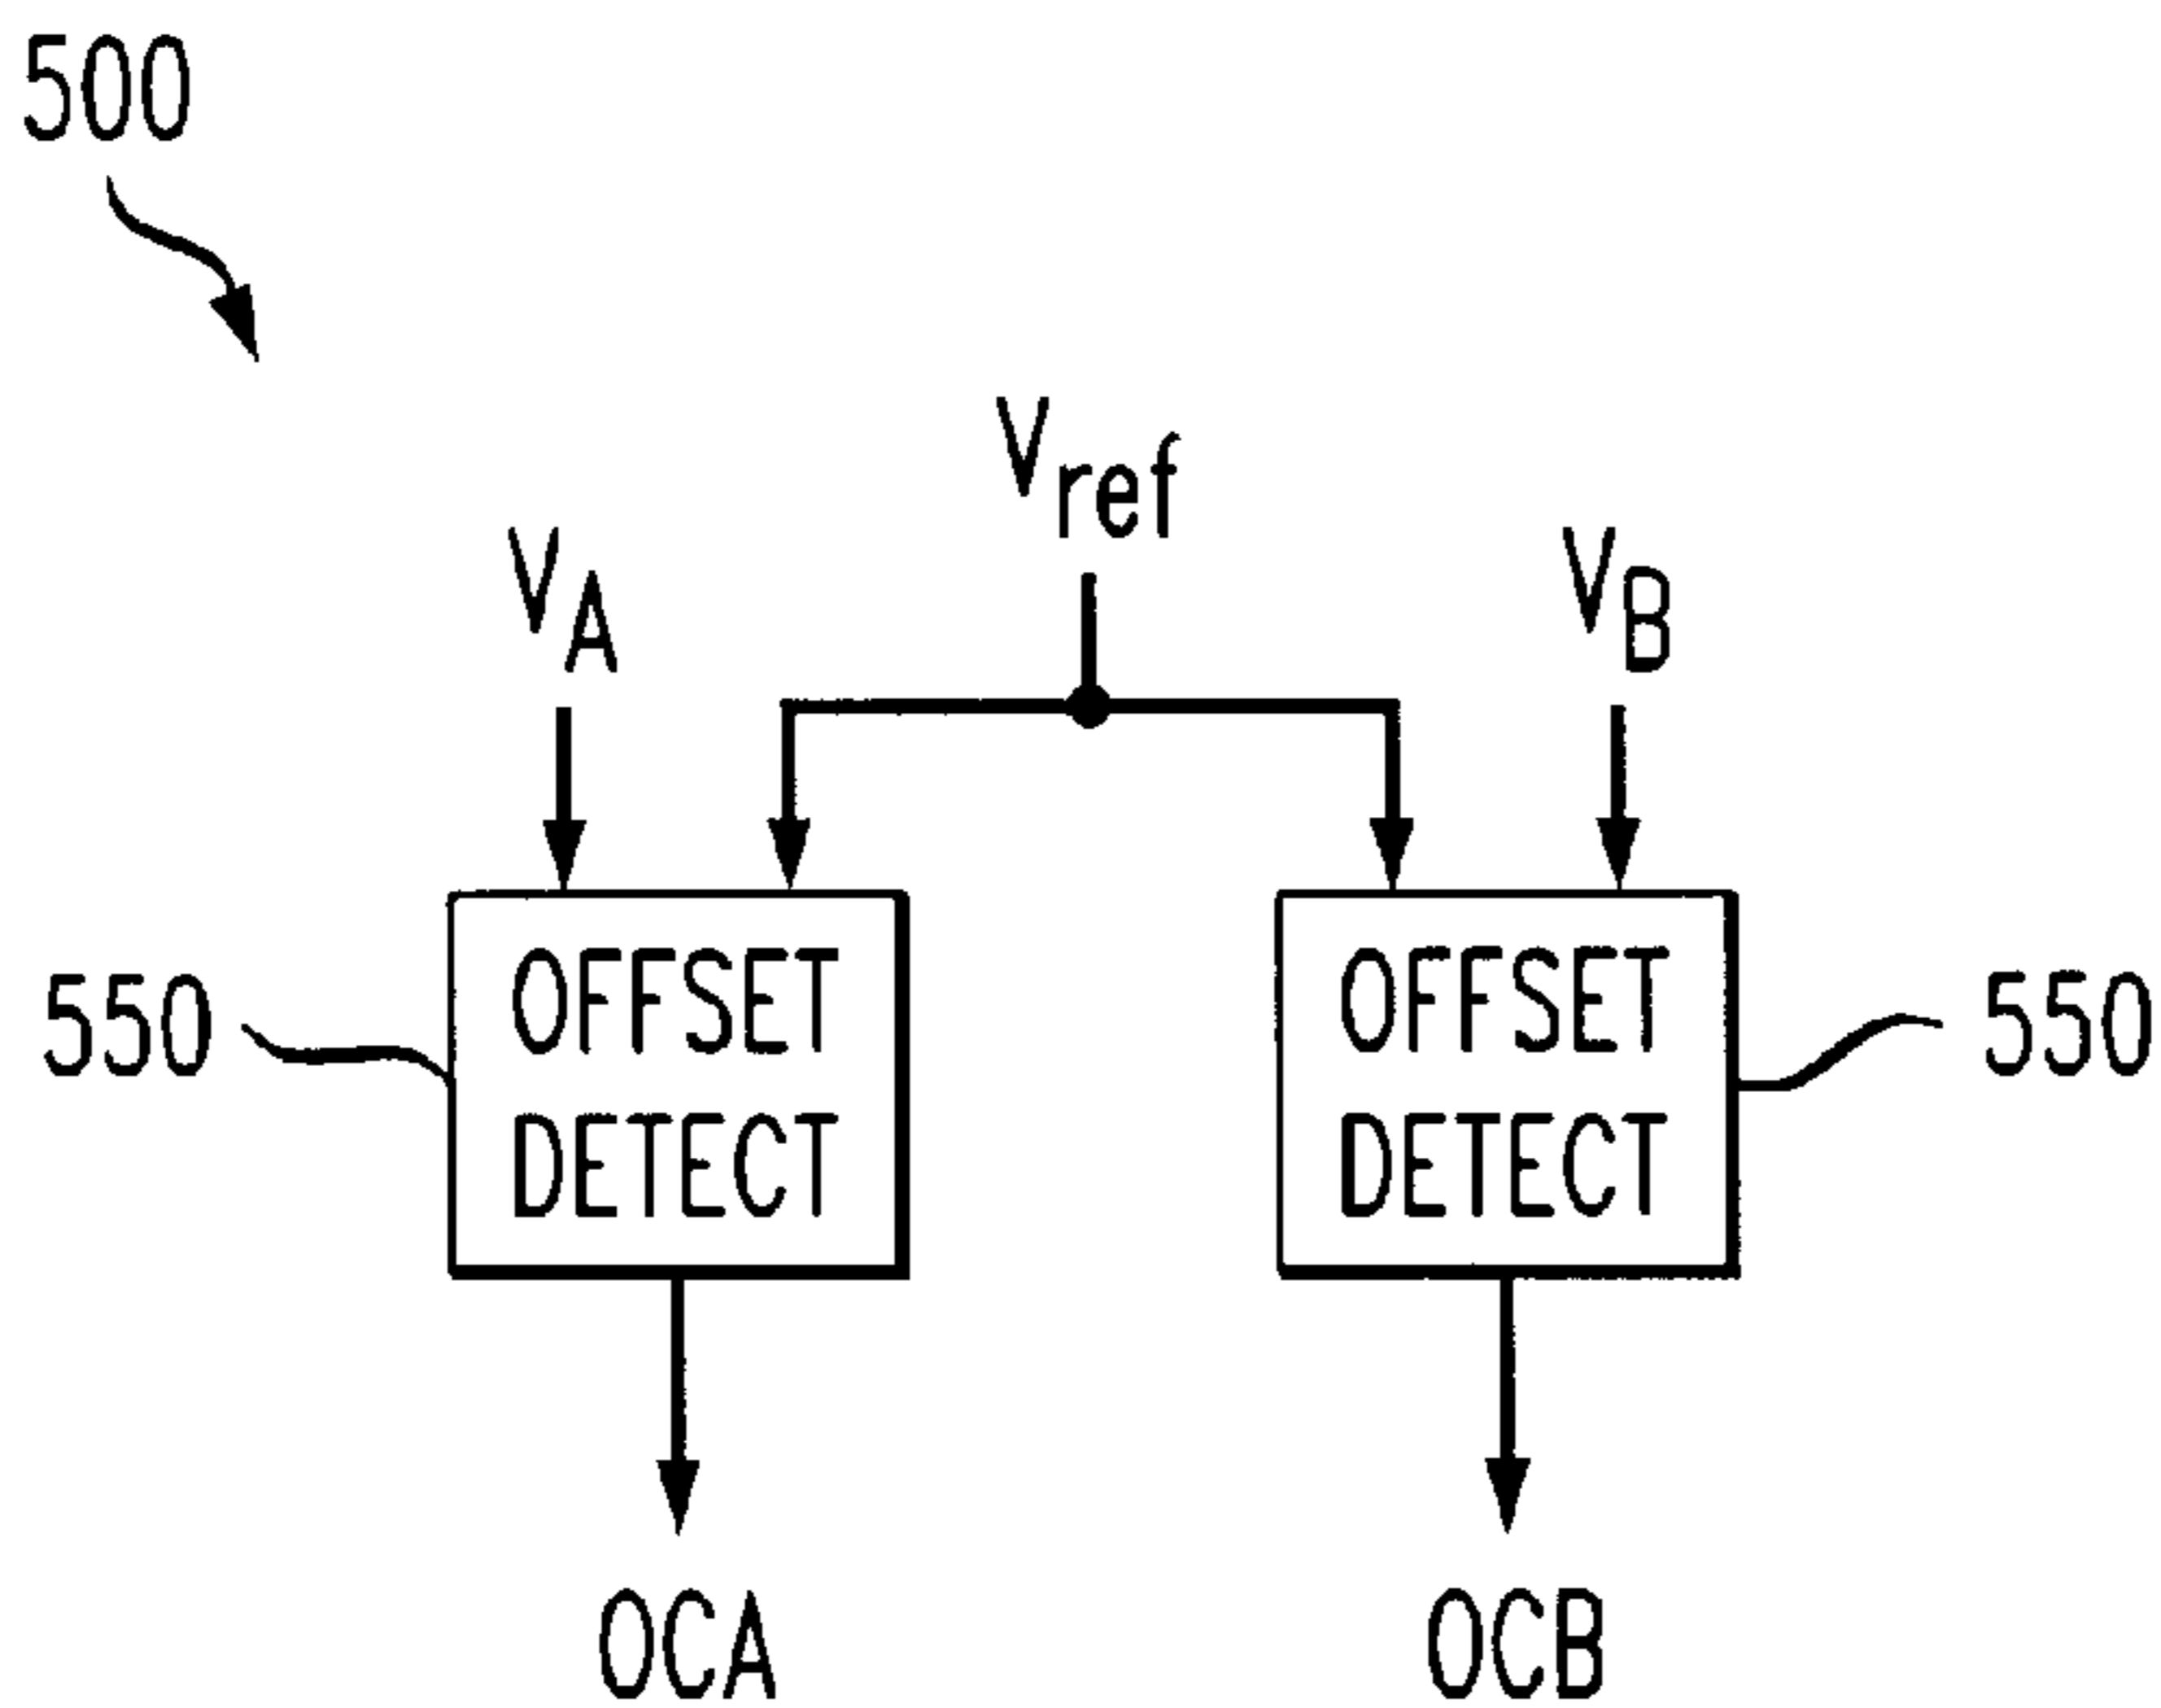 500
Vref
VA
VB
OFFSET
DETECT
OFFSET
DETECT
550
550
OCA
OCB